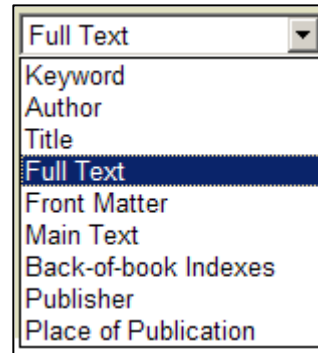 Full Text
Keyword
Author
Title
Full Text
Front Matter
Main Text
Back-of-book Indexes
Publisher
Place of Publication